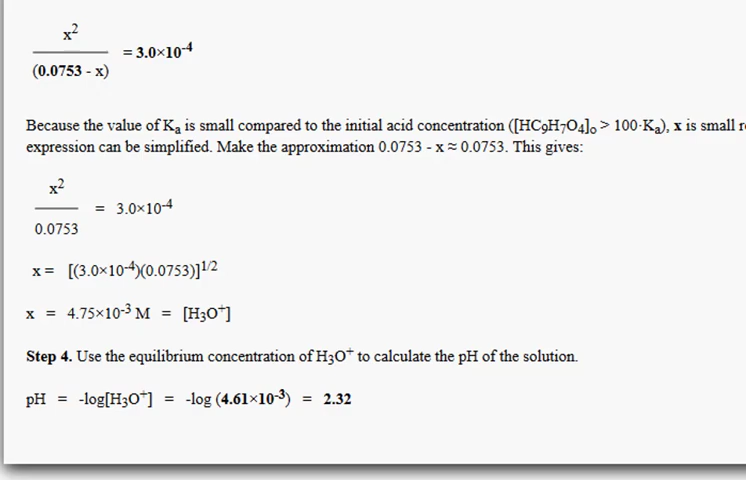 x²
(0.0753 - x) = 3.0×10⁻⁴
Because the value of Kₐ is small compared to the initial acid concentration ([HC₉H₇O₄]₀ > 100·Kₐ), x is small
expression can be simplified. Make the approximation 0.0753 - x ≈ 0.0753. This gives:
x²
0.0753 = 3.0×10⁻⁴
x = [(3.0×10⁻⁴)(0.0753)]¹/²
x = 4.75×10⁻³ M = [H₃O⁺]
Step 4. Use the equilibrium concentration of H₃O⁺ to calculate the pH of the solution.
pH = -log[H₃O⁺] = -log (4.61×10⁻³) = 2.32